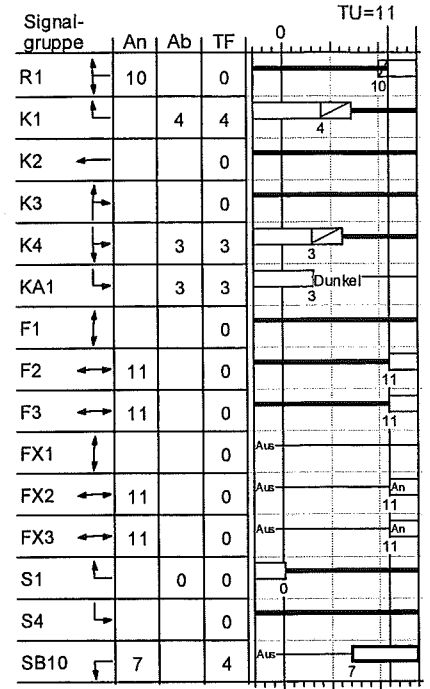 TU=11
Signal-
gruppe An Ab TF 0
R1 10 0 10
K1 4 4 4
K2 0
K3 0
K4 3 3 3
KA1 3 3 Dunkel 3
F1 0
F2 11 0 11
F3 11 0 11
FX1 0 Aus
FX2 11 0 Aus An 11
FX3 11 0 Aus An 11
S1 0 0 0
S4 0
SB10 7 4 Aus 7